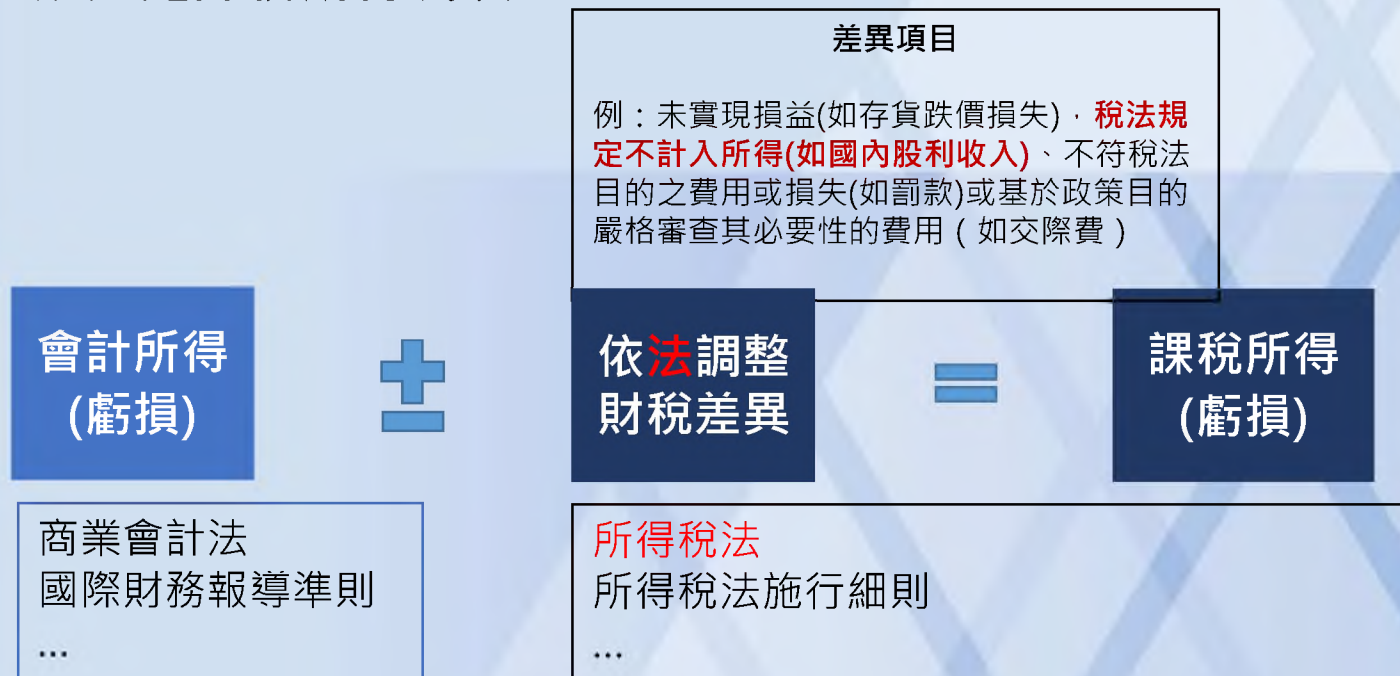 差異項目
例：未實現損益(如存貨跌價損失)，稅法規
定不計入所得(如國內股利收入)、不符稅法
目的之費用或損失(如罰款)或基於政策目的
嚴格審查其必要性的費用（如交際費）
會計所得
(虧損)
依法調整
財稅差異
課稅所得
(虧損)
商業會計法
國際財務報導準則
...
所得稅法
所得稅法施行細則
...